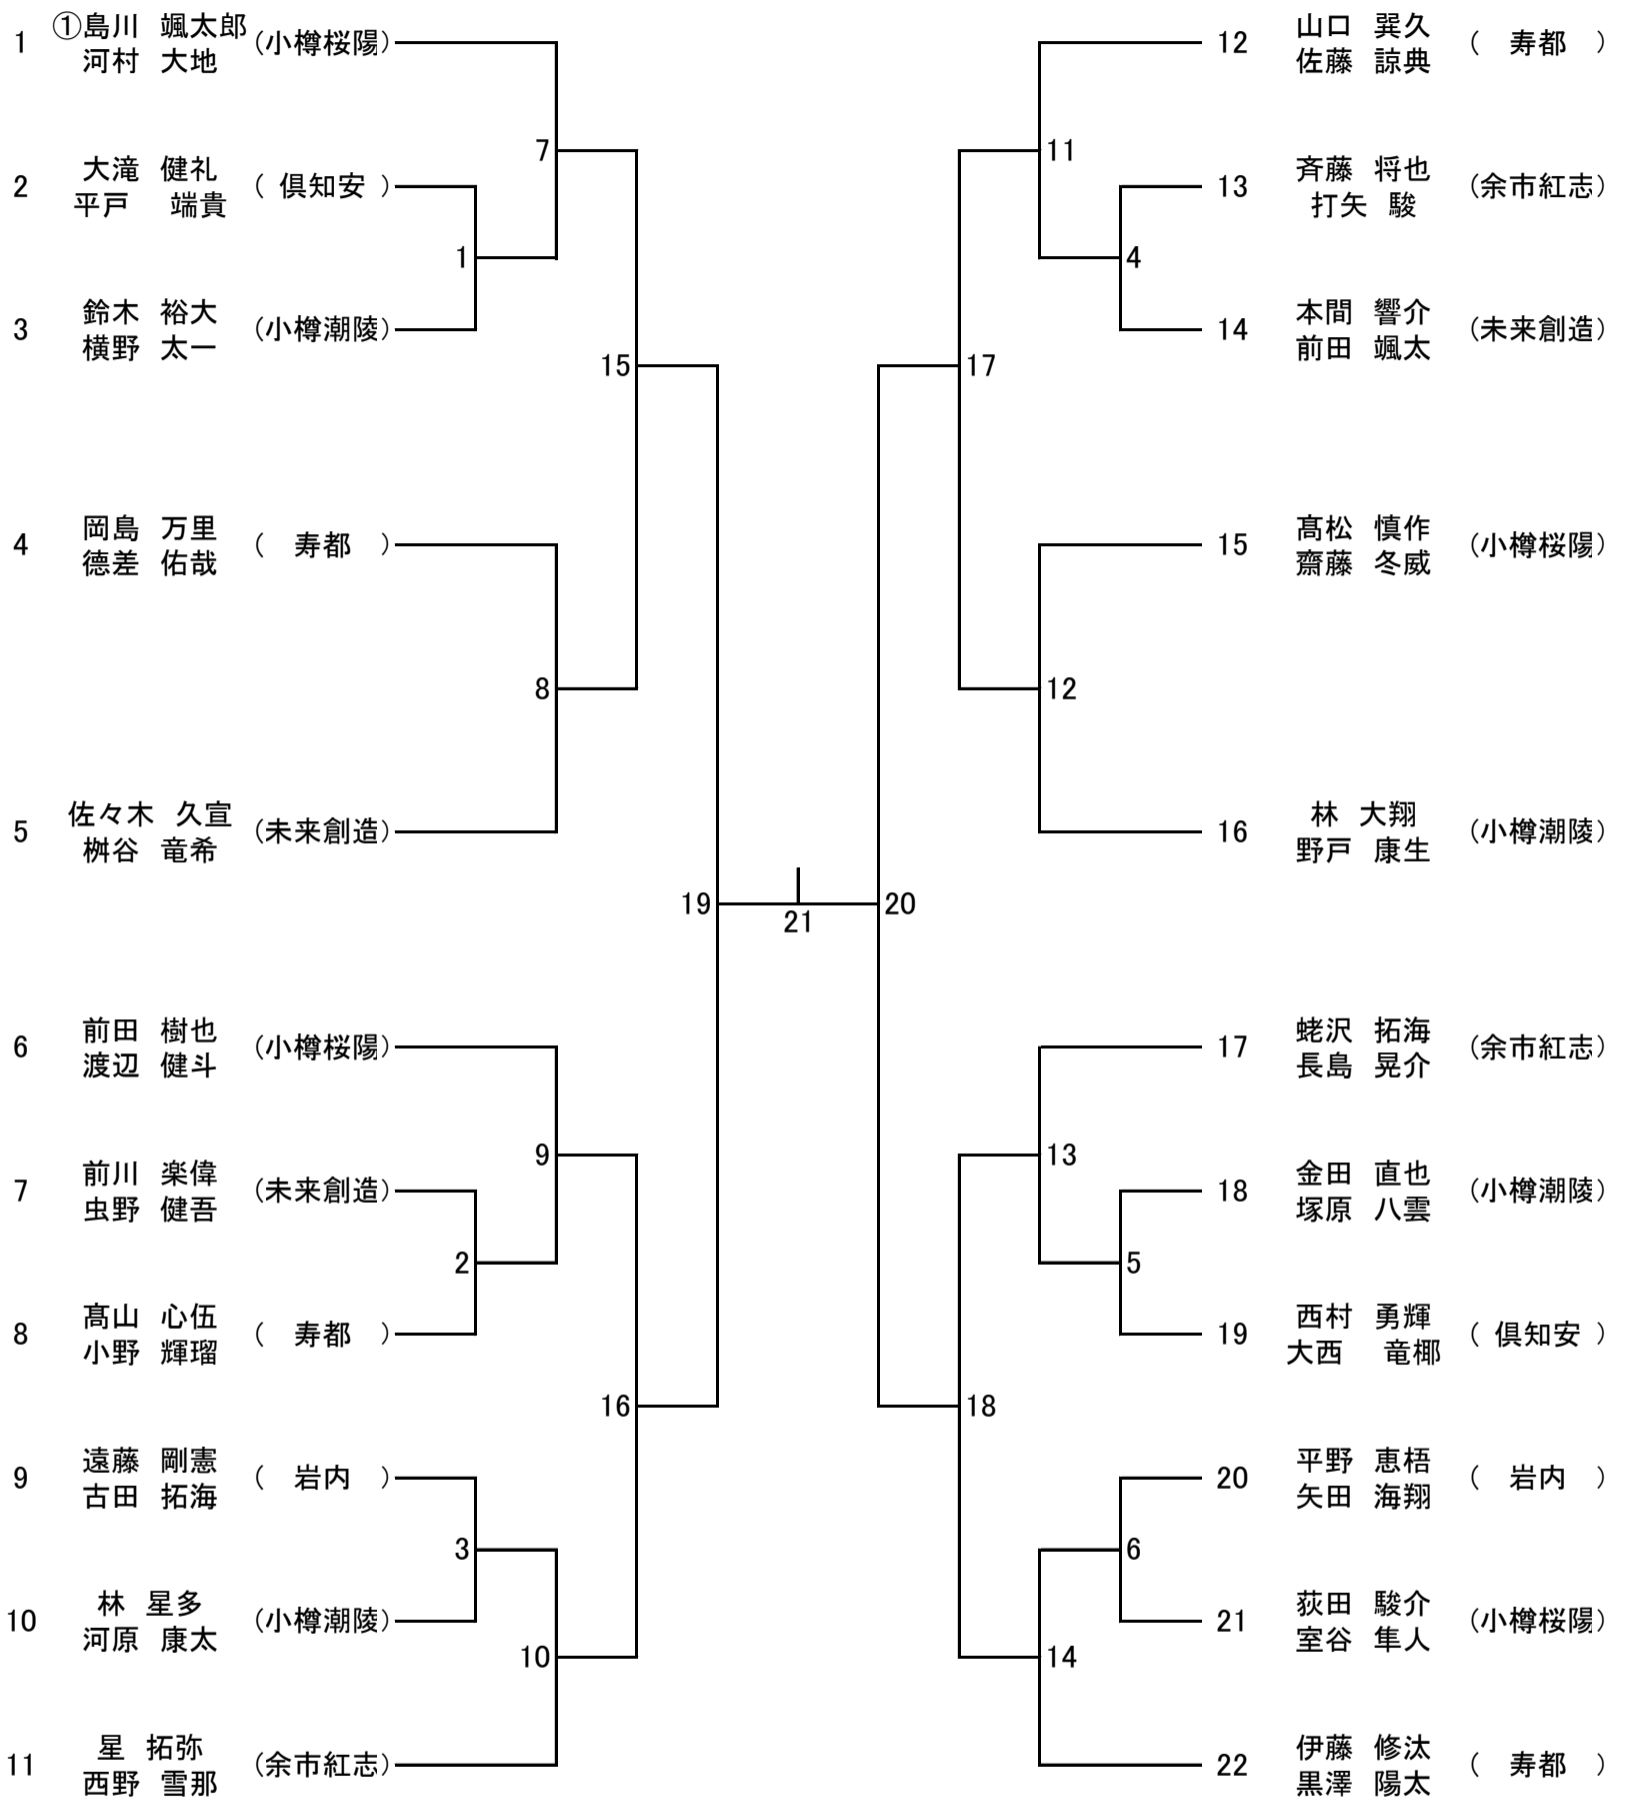 ①島川 颯太郎
1 (小樽桜陽)
河村 大地
大滝 健礼
2 ( 倶知安 )
平戸 端貴
鈴木 裕大
3 (小樽潮陵)
横野 太一
岡島 万里
4 ( 寿都 )
德差 佑哉
佐々木 久宣
5 (未来創造)
桝谷 竜希
前田 樹也
6 (小樽桜陽)
渡辺 健斗
前川 楽偉
7 (未来創造)
虫野 健吾
髙山 心伍
8 ( 寿都 )
小野 輝瑠
遠藤 剛憲
9 ( 岩内 )
古田 拓海
林 星多
10 (小樽潮陵)
河原 康太
星 拓弥
11 (余市紅志)
西野 雪那
7
1
15
8
19
9
2
16
3
10
21
11
4
17
12
20
13
5
18
6
14
山口 巽久
12 ( 寿都 )
佐藤 諒典
斉藤 将也
13 (余市紅志)
打矢 駿
本間 響介
14 (未来創造)
前田 颯太
髙松 慎作
15 (小樽桜陽)
齋藤 冬威
林 大翔
16 (小樽潮陵)
野戸 康生
蛯沢 拓海
17 (余市紅志)
長島 晃介
金田 直也
18 (小樽潮陵)
塚原 八雲
西村 勇輝
19 ( 倶知安 )
大西 竜椰
平野 恵梧
20 ( 岩内 )
矢田 海翔
荻田 駿介
21 (小樽桜陽)
室谷 隼人
伊藤 修汰
22 ( 寿都 )
黒澤 陽太